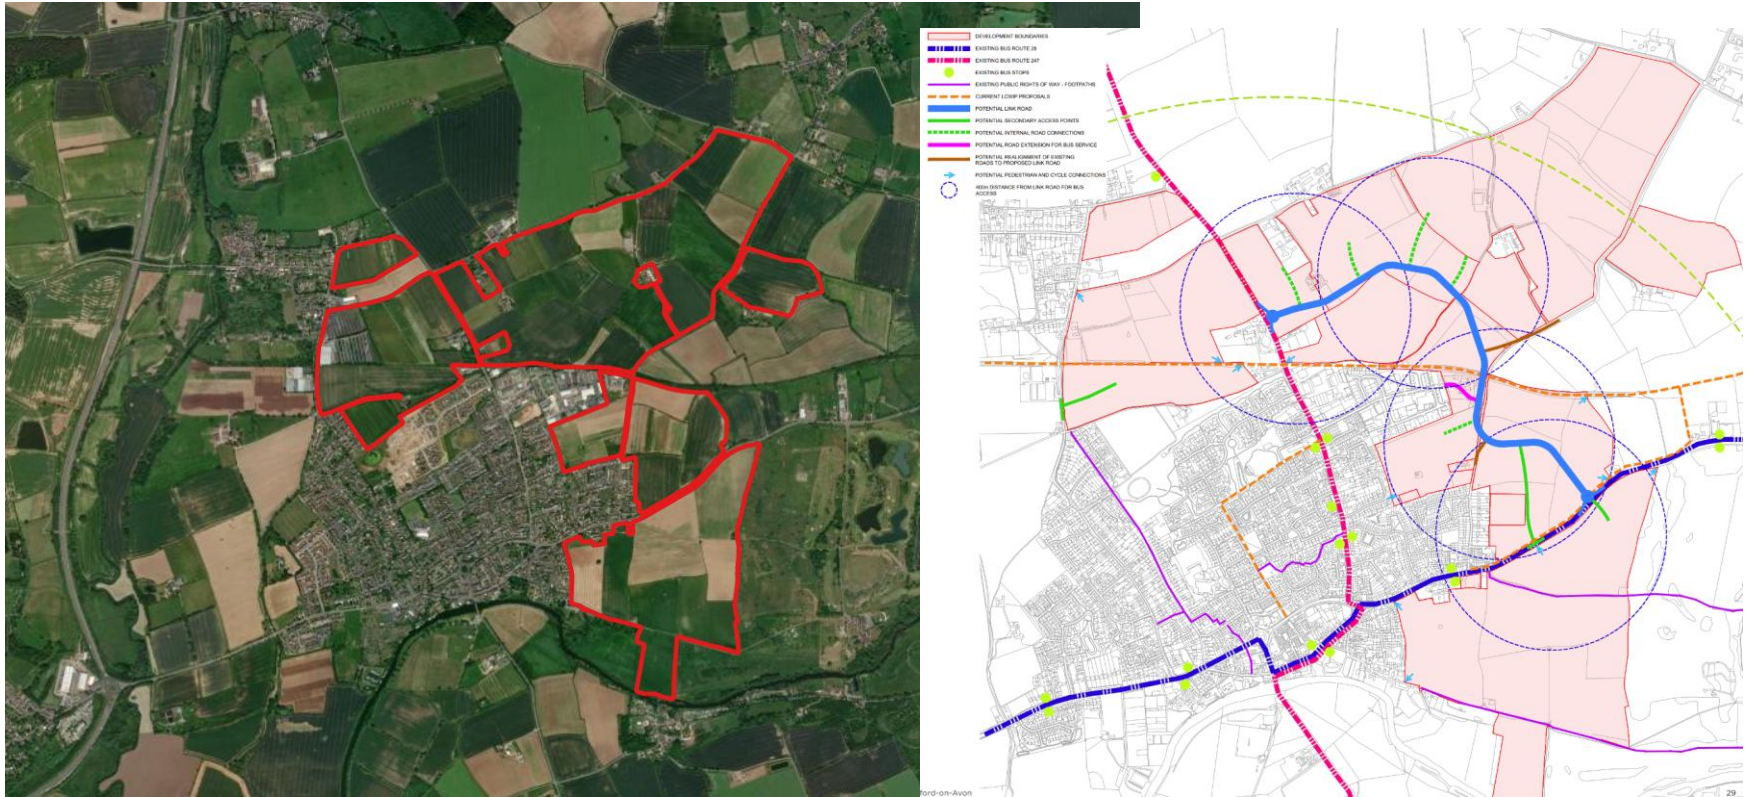 DEVELOPMENT BOUNDARIES
EXISTING BUS ROUTE 28
EXISTING BUS ROUTE 247
EXISTING BUS STOPS
EXISTING PUBLIC RIGHTS OF WAY - FOOTPATHS
CURRENT LCWIP PROPOSALS
POTENTIAL LINK ROAD
POTENTIAL SECONDARY ACCESS POINTS
POTENTIAL INTERNAL ROAD CONNECTIONS
POTENTIAL ROAD EXTENSION FOR BUS SERVICE
POTENTIAL REALIGNMENT OF EXISTING
ROADS TO PROPOSED LINK ROAD
POTENTIAL PEDESTRIAN AND CYCLE CONNECTIONS
400m DISTANCE FROM LINK ROAD FOR BUS
ACCESS
ford-on-Avon
29